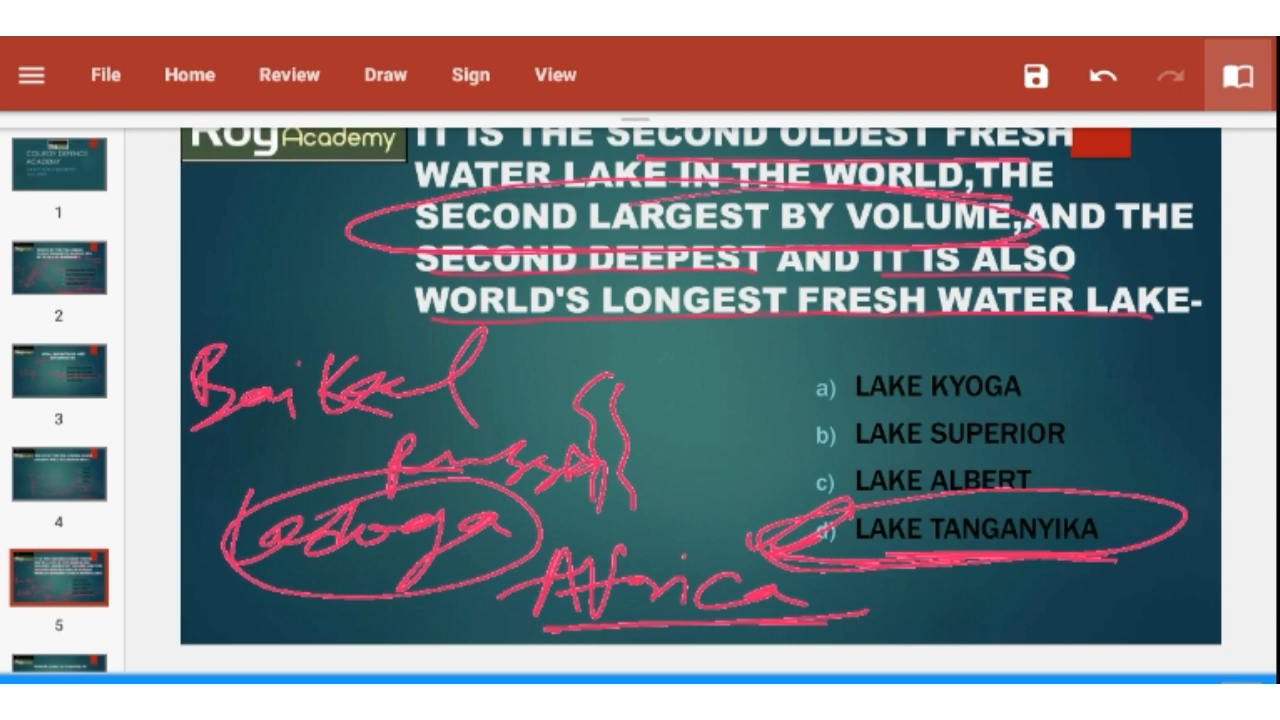 File Home Review Draw Sign View
Roy Academy
IT IS THE SECOND OLDEST FRESH
WATER LAKE IN THE WORLD,THE
SECOND LARGEST BY VOLUME,AND THE
SECOND DEEPEST AND IT IS ALSO
WORLD'S LONGEST FRESH WATER LAKE-
a) LAKE KYOGA
b) LAKE SUPERIOR
c) LAKE ALBERT
d) LAKE TANGANYIKA
Baikal
Africa
1
2
3
4
5